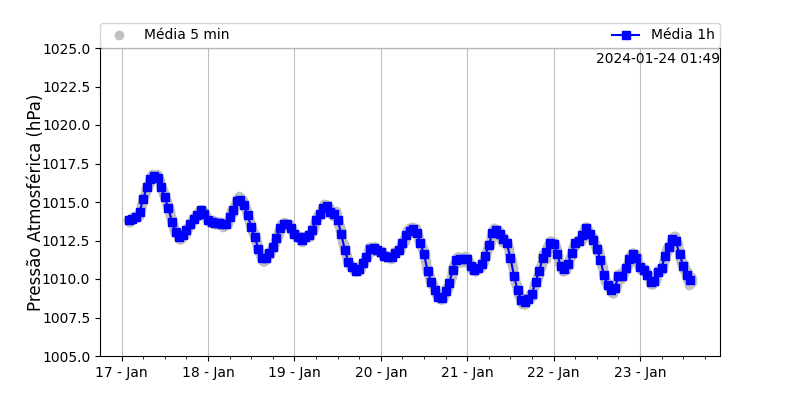 Média 5 min
Média 1h
2024-01-24 01:49
Pressão Atmosférica (hPa)
1025.0
1022.5
1020.0
1017.5
1015.0
1012.5
1010.0
1007.5
1005.0
17 - Jan
18 - Jan
19 - Jan
20 - Jan
21 - Jan
22 - Jan
23 - Jan